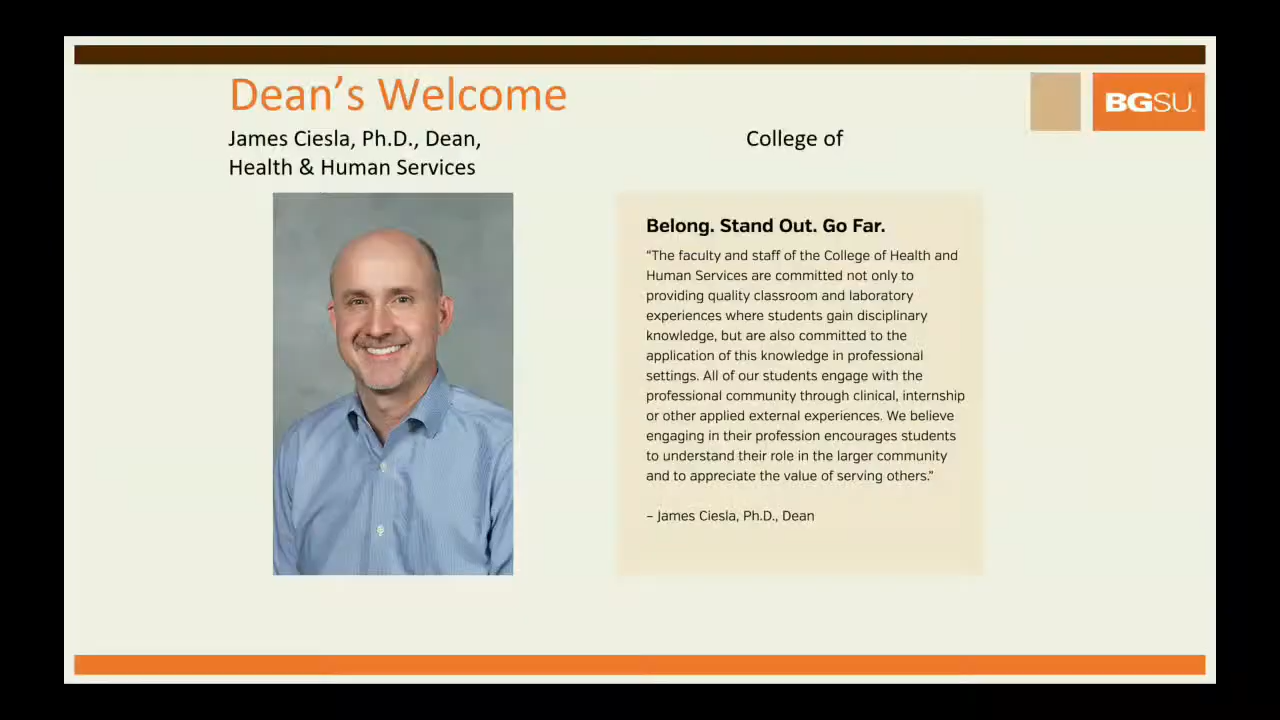 Dean’s Welcome
BGSU.
James Ciesla, Ph.D., Dean, College of
Health & Human Services
Belong. Stand Out. Go Far.
“The faculty and staff of the College of Health and
Human Services are committed not only to
providing quality classroom and laboratory
experiences where students gain disciplinary
knowledge, but are also committed to the
application of this knowledge in professional
settings. All of our students engage with the
professional community through clinical, internship
or other applied external experiences. We believe
engaging in their profession encourages students
to understand their role in the larger community
and to appreciate the value of serving others.”
– James Ciesla, Ph.D., Dean